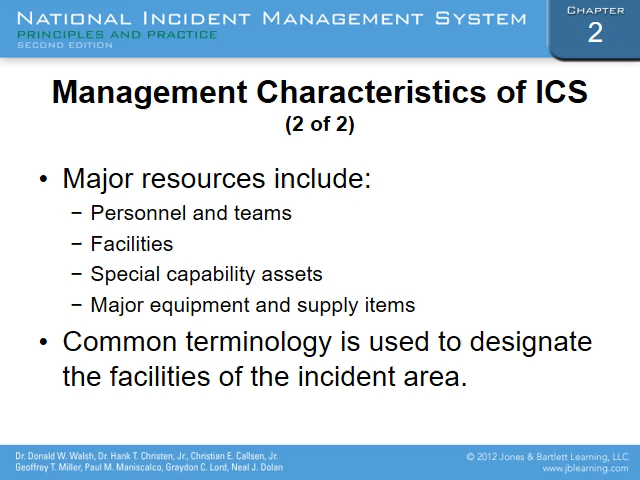 NATIONAL INCIDENT MANAGEMENT SYSTEM
PRINCIPLES AND PRACTICE
SECOND EDITION
CHAPTER
2
Management Characteristics of ICS
(2 of 2)
• Major resources include:
− Personnel and teams
− Facilities
− Special capability assets
− Major equipment and supply items
• Common terminology is used to designate
the facilities of the incident area.
Dr. Donald W. Walsh, Dr. Hank T. Christen, Jr., Christian E. Callsen, Jr.
Geoffrey T. Miller, Paul M. Maniscalco, Graydon C. Lord, Neal J. Dolan
© 2012 Jones & Bartlett Learning, LLC
www.jblearning.com